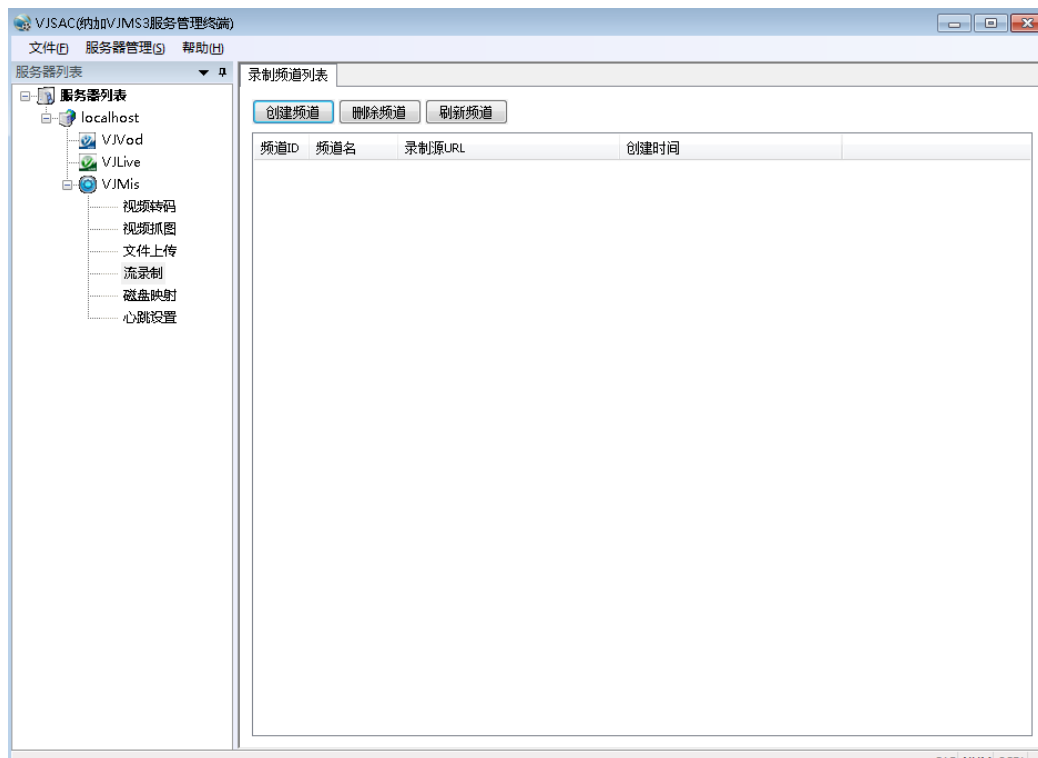 VJSAC(纳加VJMS3服务管理终端)
文件(F) 服务器管理(S) 帮助(H)
服务器列表
服务器列表
localhost
VJVod
VJLive
VJMis
视频转码
视频抓图
文件上传
流录制
磁盘映射
心跳设置
录制频道列表
创建频道 删除频道 刷新频道
频道ID 频道名 录制源URL 创建时间